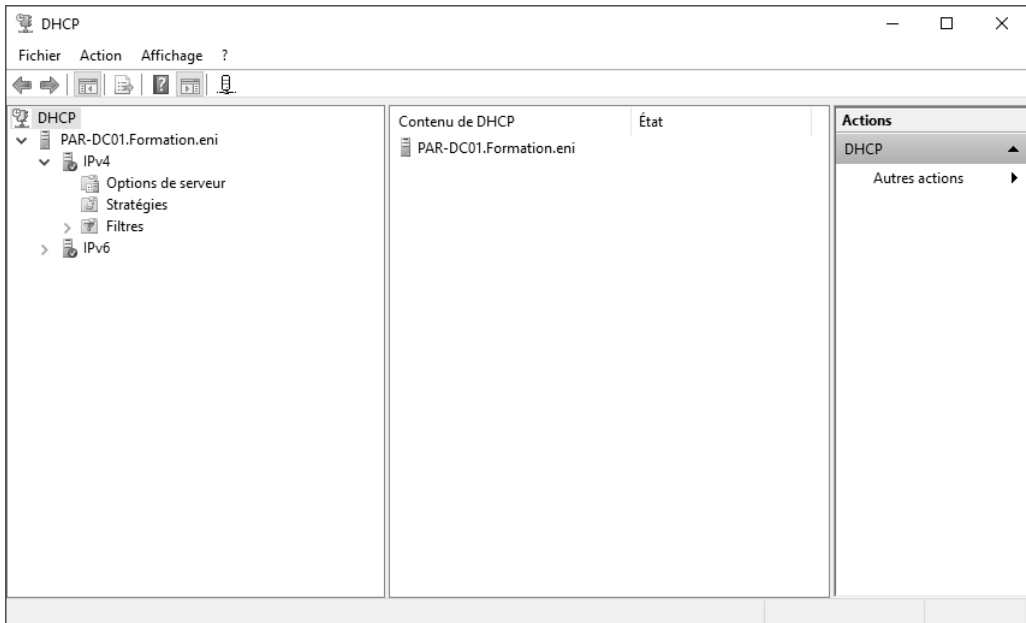 DHCP
Fichier Action Affichage ?
DHCP
PAR-DC01.Formation.eni
IPv4
Options de serveur
Stratégies
Filtres
IPv6
Contenu de DHCP État
PAR-DC01.Formation.eni
Actions
DHCP
Autres actions